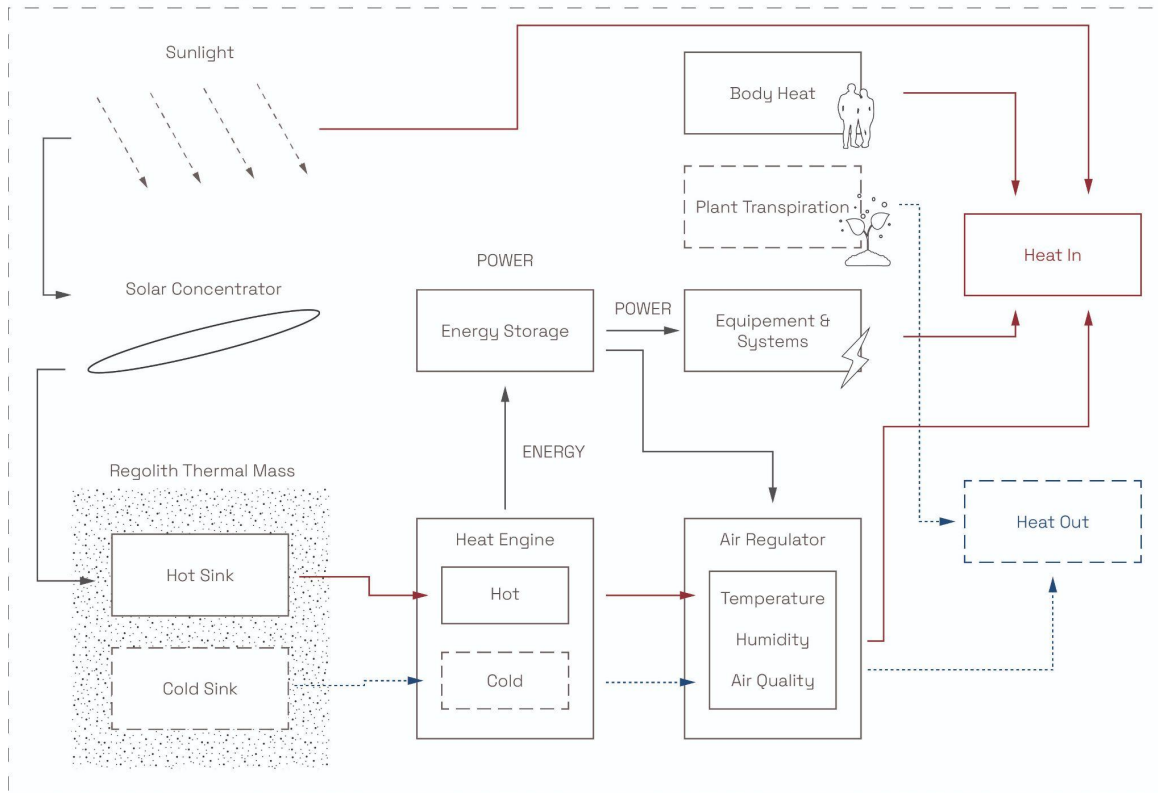 Sunlight
Body Heat
Plant Transpiration
Heat In
POWER
Solar Concentrator
Energy Storage
POWER
Equipement &
Systems
ENERGY
Regolith Thermal Mass
Hot Sink
Cold Sink
Heat Engine
Hot
Cold
Air Regulator
Temperature
Humidity
Air Quality
Heat Out